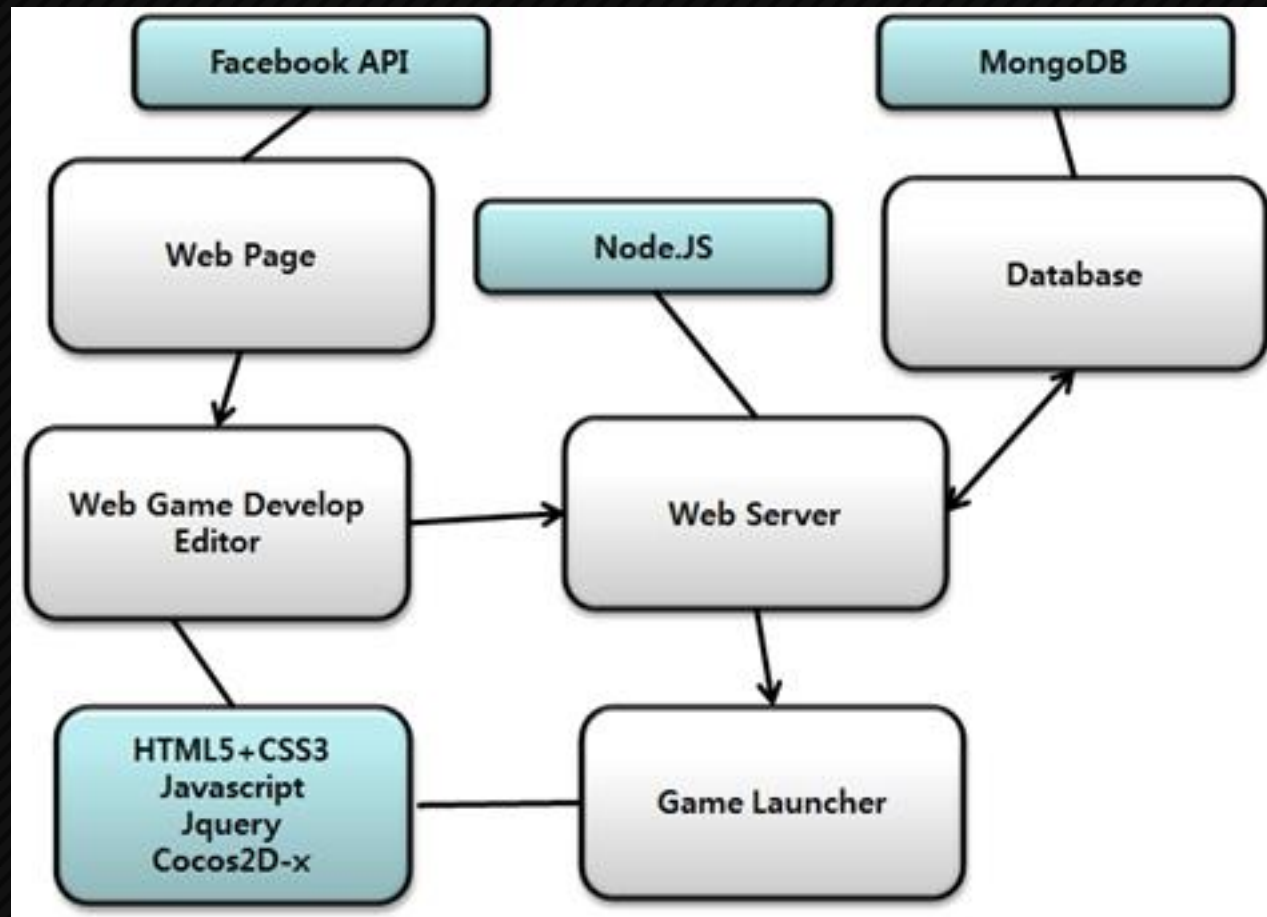 Facebook API
MongoDB
Web Page
Node.JS
Database
Web Game Develop
Editor
Web Server
HTML5+CSS3
Javascript
Jquery
Cocos2D-x
Game Launcher